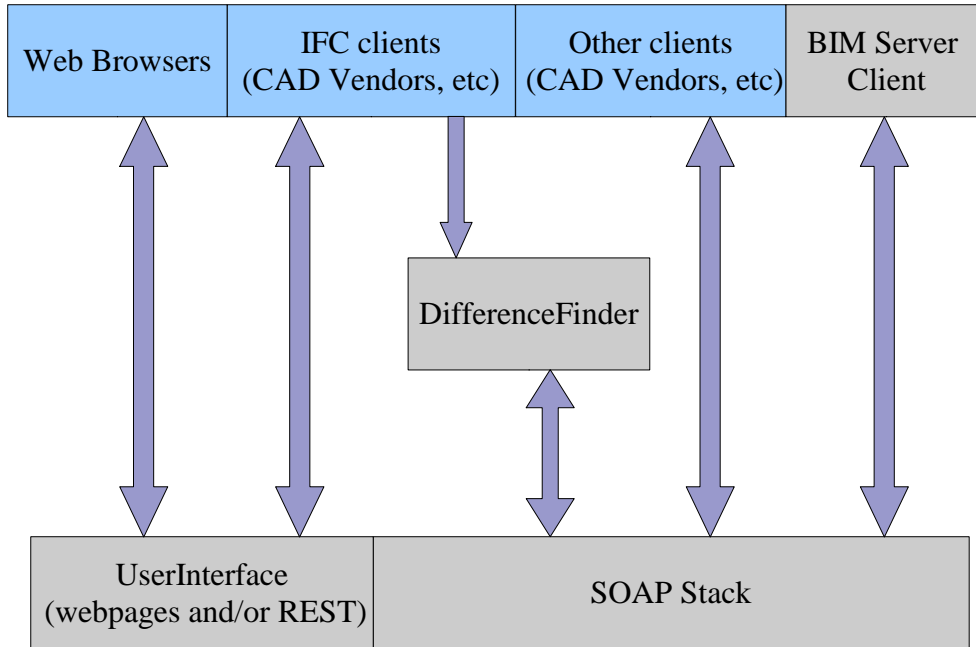 Web Browsers
IFC clients
(CAD Vendors, etc)
Other clients
(CAD Vendors, etc)
BIM Server
Client
DifferenceFinder
UserInterface
(webpages and/or REST)
SOAP Stack